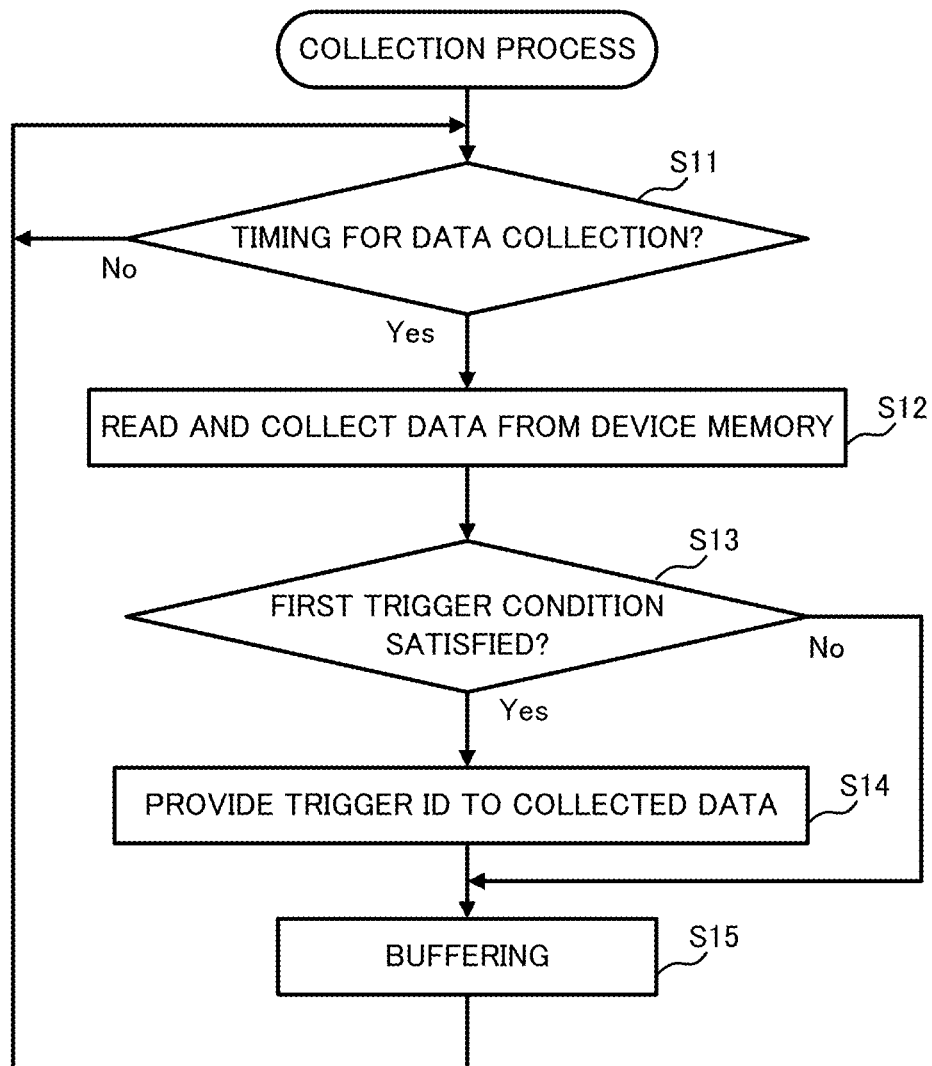 COLLECTION PROCESS
S11
TIMING FOR DATA COLLECTION?
No
Yes
S12
READ AND COLLECT DATA FROM DEVICE MEMORY
S13
FIRST TRIGGER CONDITION
SATISFIED?
No
Yes
S14
PROVIDE TRIGGER ID TO COLLECTED DATA
S15
BUFFERING